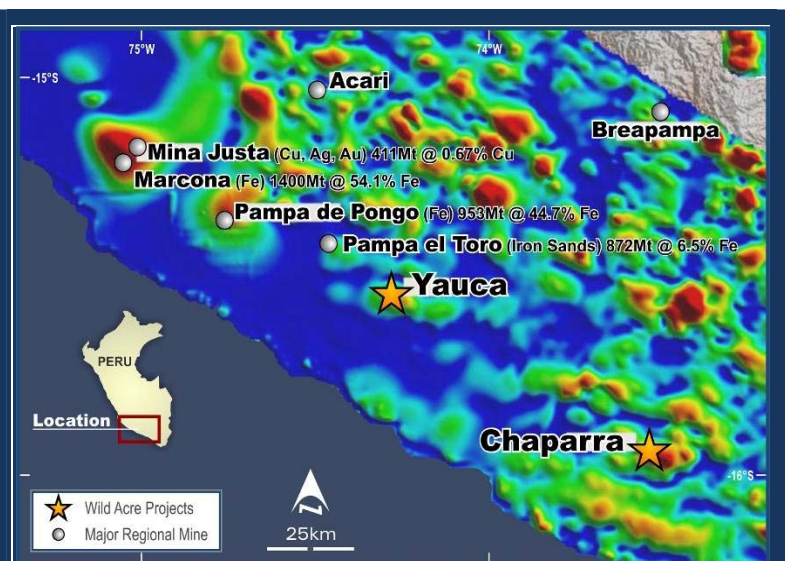 75°W
74°W
-15°S
Acari
Breapampa
Mina Justa (Cu, Ag, Au) 411Mt @ 0.67% Cu
Marcona (Fe) 1400Mt @ 54.1% Fe
Pampa de Pongo (Fe) 953Mt @ 44.7% Fe
Pampa el Toro (Iron Sands) 872Mt @ 6.5% Fe
Yauca
PERU
Location
Chaparra
-16°S
Wild Acre Projects
Major Regional Mine
N
25km